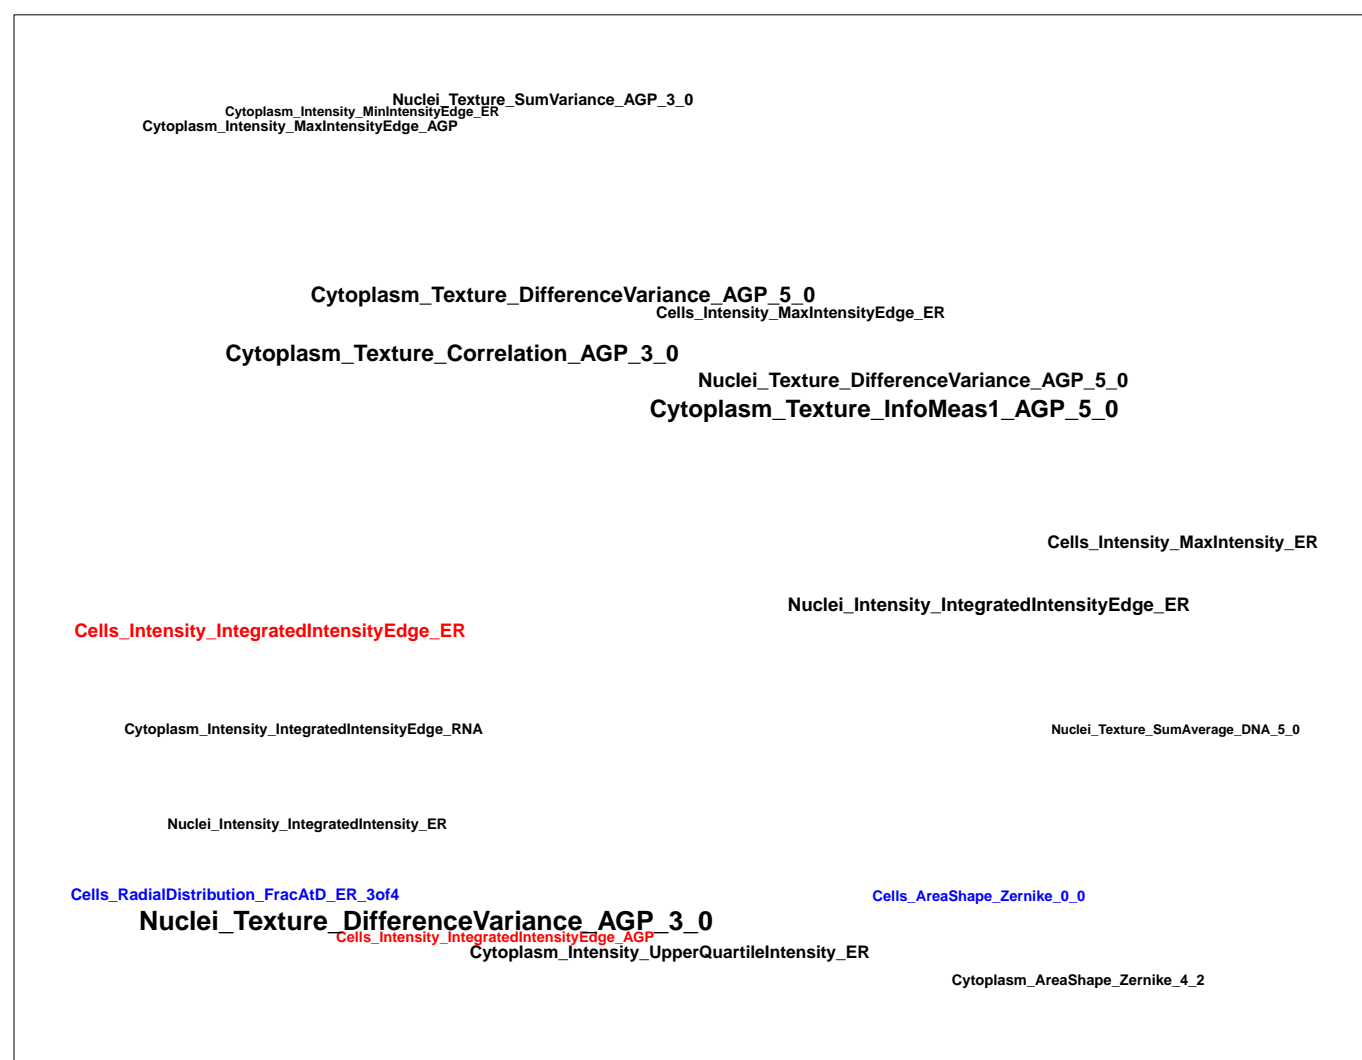 Nuclei_Texture_SumVariance_AGP_3_0
Cytoplasm_Intensity_MinIntensityEdge_ER
Cytoplasm_Intensity_MaxIntensityEdge_AGP
Cytoplasm_Texture_DifferenceVariance_AGP_5_0
Cells_Intensity_MaxIntensityEdge_ER
Cytoplasm_Texture_Correlation_AGP_3_0
Nuclei_Texture_DifferenceVariance_AGP_5_0
Cytoplasm_Texture_InfoMeas1_AGP_5_0
Cells_Intensity_MaxIntensity_ER
Nuclei_Intensity_IntegratedIntensityEdge_ER
Cells_Intensity_IntegratedIntensityEdge_ER
Cytoplasm_Intensity_IntegratedIntensityEdge_RNA
Nuclei_Texture_SumAverage_DNA_5_0
Nuclei_Intensity_IntegratedIntensity_ER
Cells_RadialDistribution_FracAtD_ER_3of4
Cells_AreaShape_Zernike_0_0
Nuclei_Texture_DifferenceVariance_AGP_3_0
Cells_Intensity_IntegratedIntensityEdge_AGP
Cytoplasm_Intensity_UpperQuartileIntensity_ER
Cytoplasm_AreaShape_Zernike_4_2